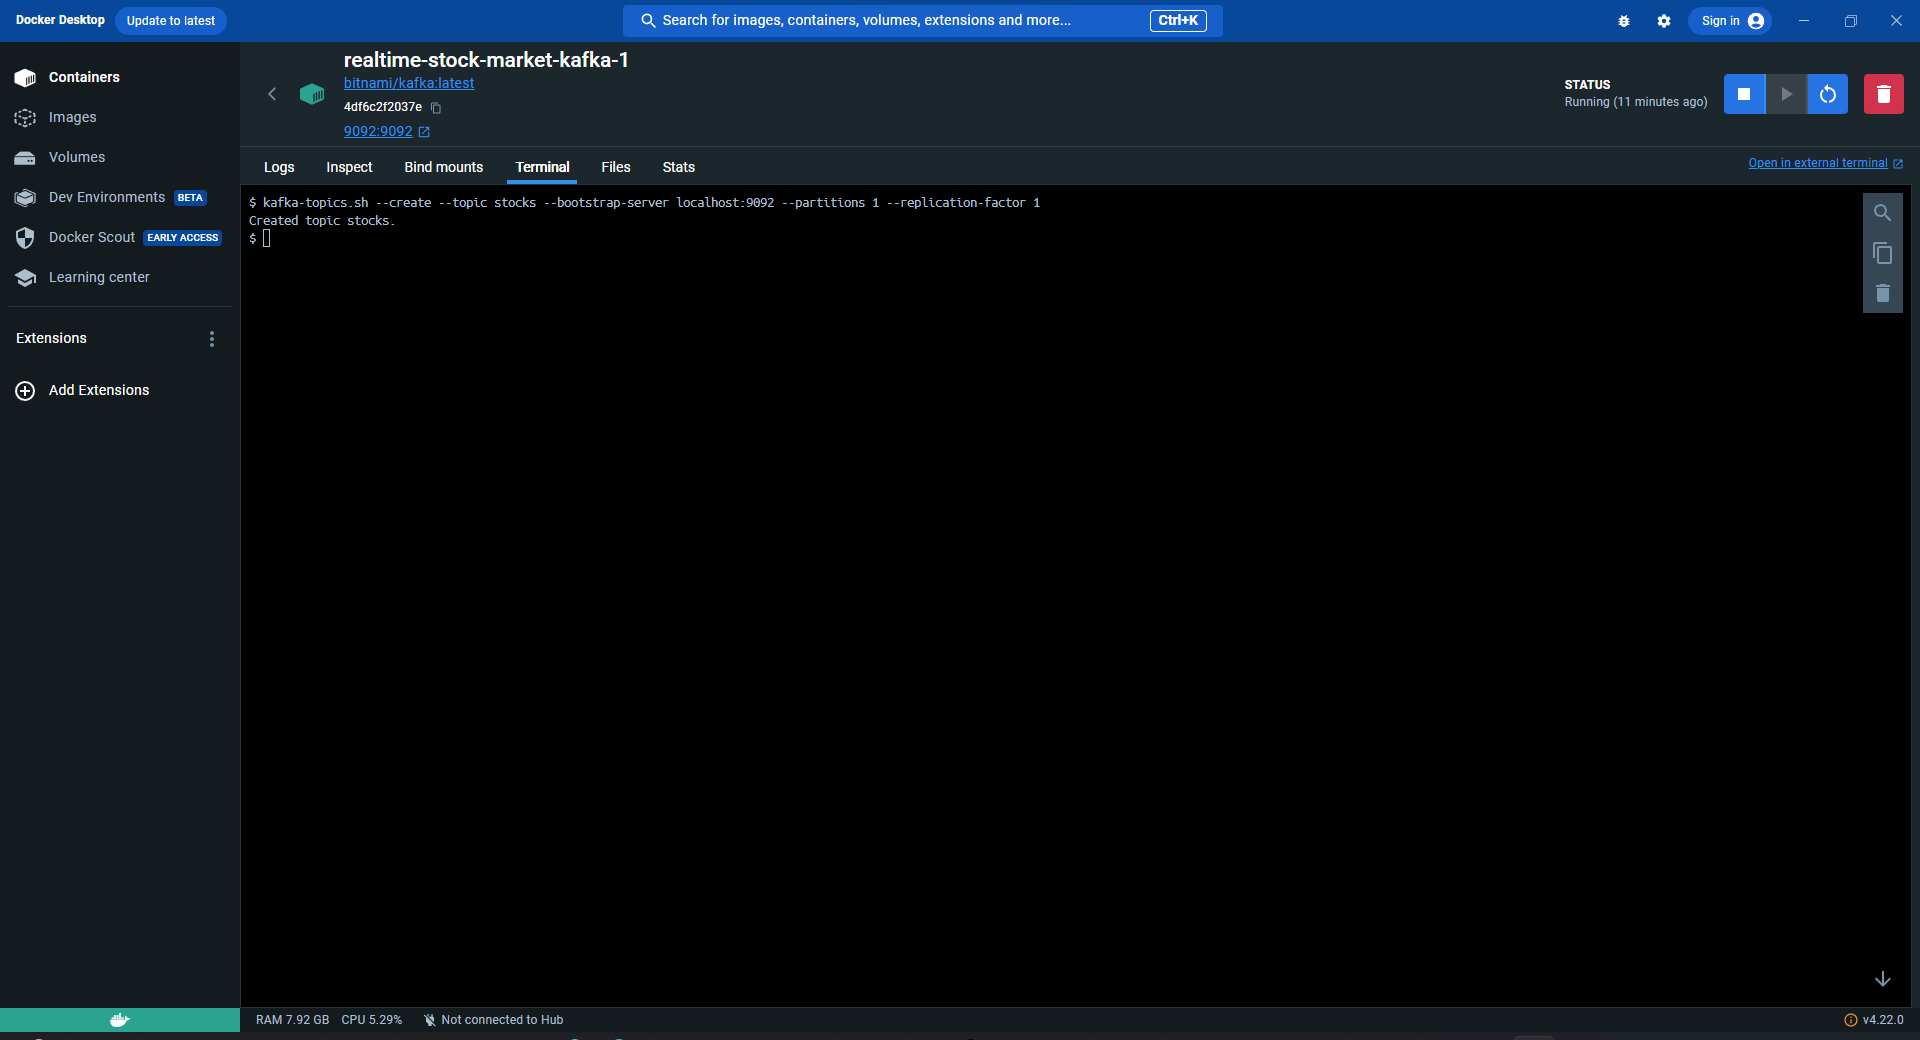 Docker Desktop
Update to latest
Search for images, containers, volumes, extensions and more...
Ctrl+K
Sign in
Containers
Images
Volumes
Dev Environments BETA
Docker Scout EARLY ACCESS
Learning center
Extensions
Add Extensions
realtime-stock-market-kafka-1
bitnami/kafka:latest
4df6c2f2037e
9092:9092
STATUS
Running (11 minutes ago)
Logs Inspect Bind mounts Terminal Files Stats
Open in external terminal
$ kafka-topics.sh --create --topic stocks --bootstrap-server localhost:9092 --partitions 1 --replication-factor 1
Created topic stocks.
$
RAM 7.92 GB CPU 5.29% Not connected to Hub
v4.22.0